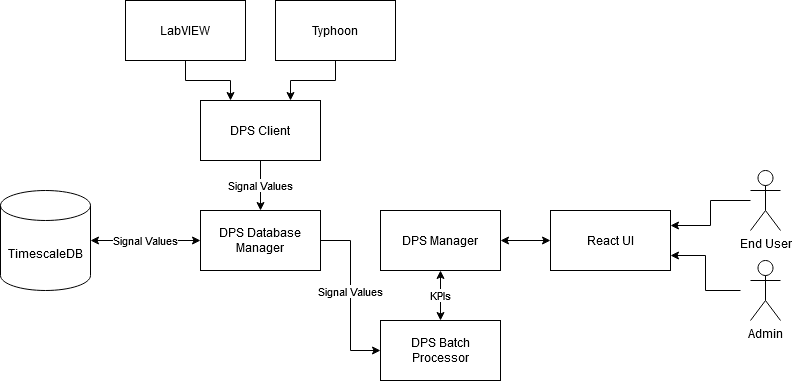 LabVIEW
Typhoon
DPS Client
Signal Values
TimescaleDB
Signal Values
DPS Database
Manager
DPS Manager
React UI
End User
Signal Values
KPIs
DPS Batch
Processor
Admin